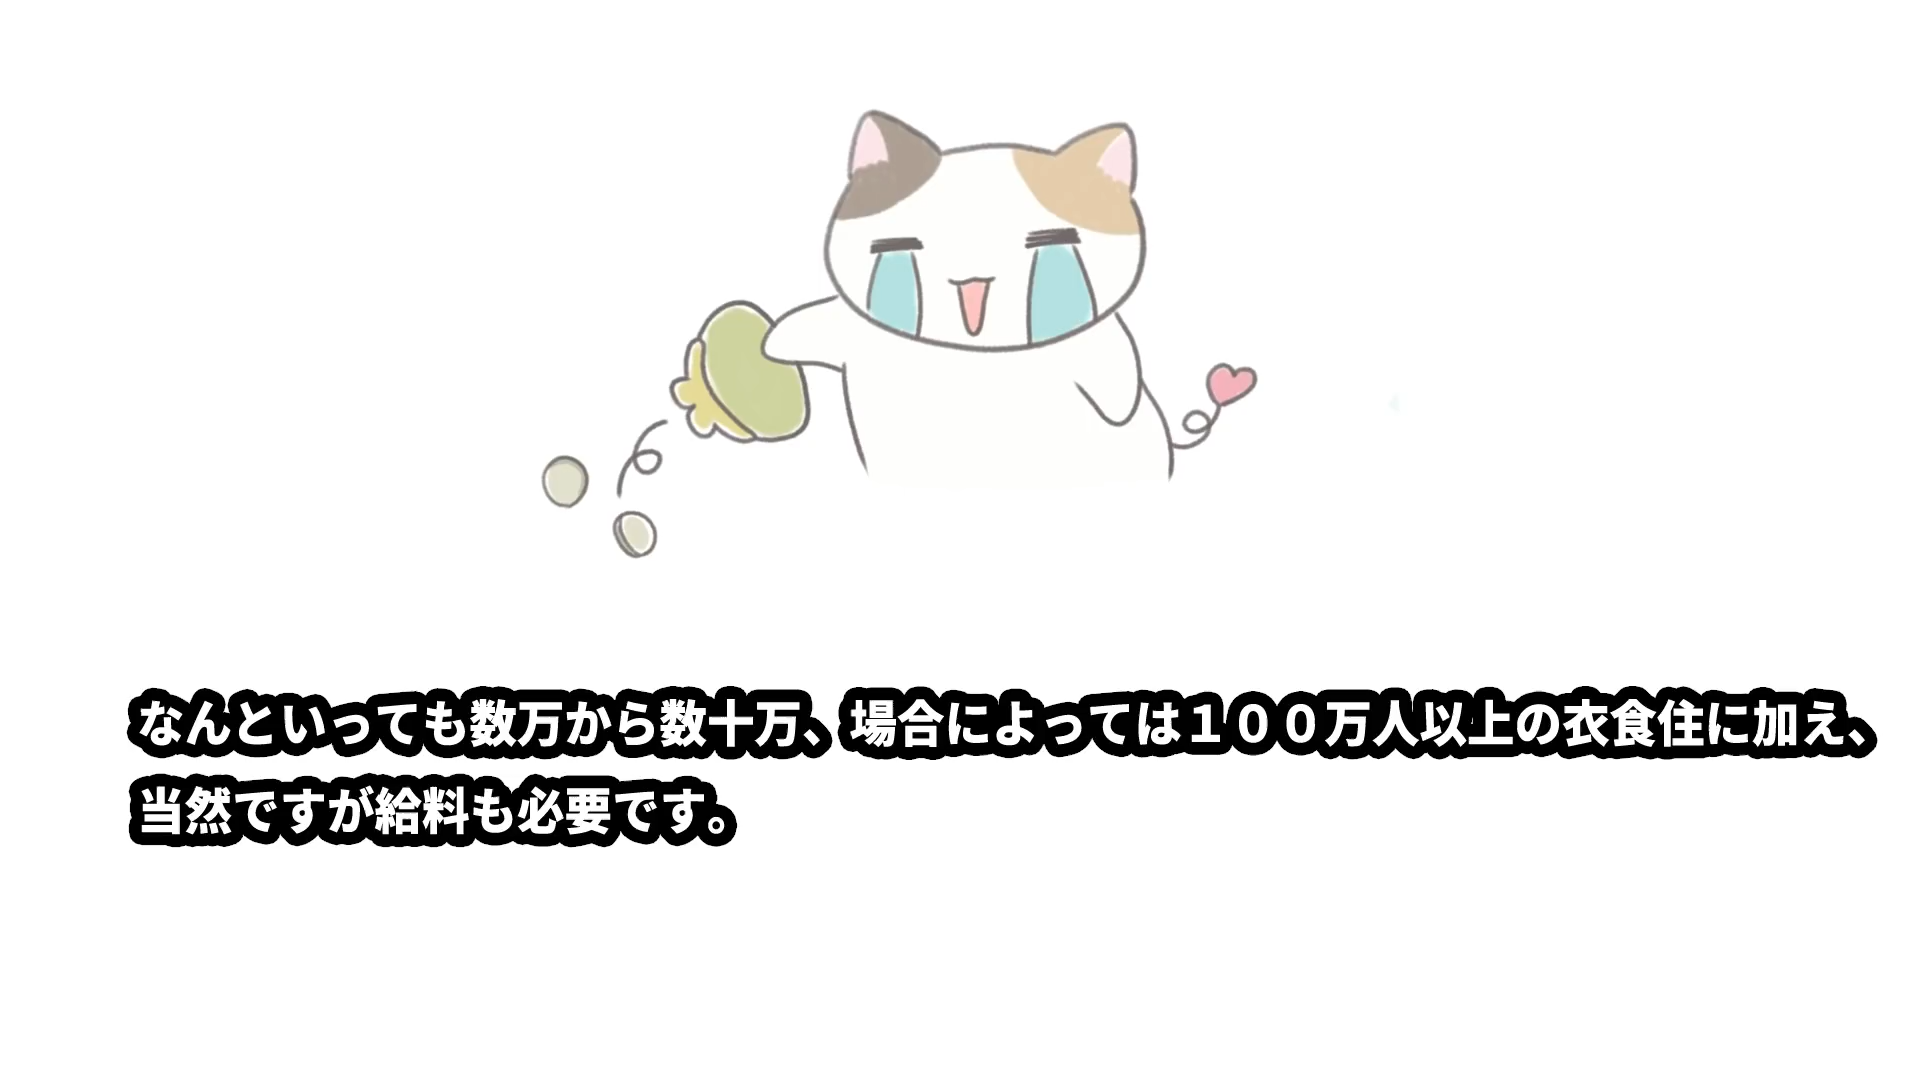 なんといっても数万から数十万、場合によっては１００万人以上の衣食住に加え、
当然ですが給料も必要です。